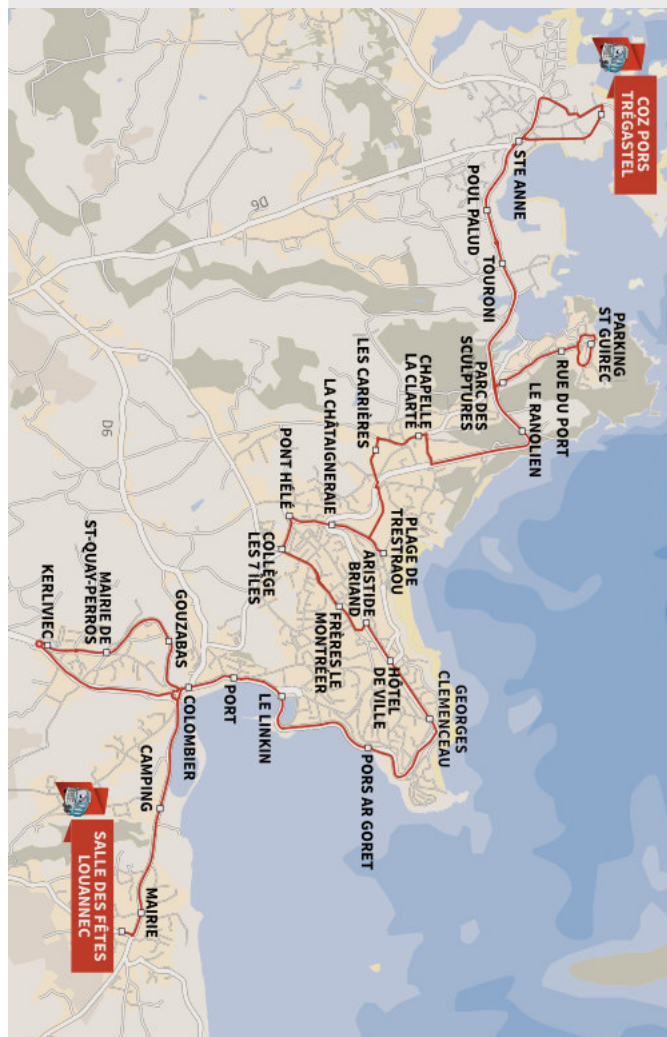 COZ PORS
TRÉGASTEL
STE ANNE
POUL PALUD
TOURONI
PARC DES
SCULPTURES
PARKING
ST GUIREC
RUE DU PORT
LE RANOLIEN
CHAPELLE
LA CLARTÉ
LES CARRIÈRES
LA CHÂTAIGNERAIE
PLAGE DE
TRESTRAOU
PONT HÉLÉ
COLLÈGE
LES 7 ÎLES
ARISTIDE
BRIAND
FRÈRES LE
MONTRÉER
HÔTEL
DE VILLE
GEORGES
CLEMENCEAU
PORS AR GORET
LE LINKIN
PORT
COLOMBIER
GOUZABAS
MAIRIE DE
ST-QUAY-PERROS
KERLIVIEC
CAMPING
MAIRIE
SALLE DES FÊTES
LOUANNEC
D6
D6